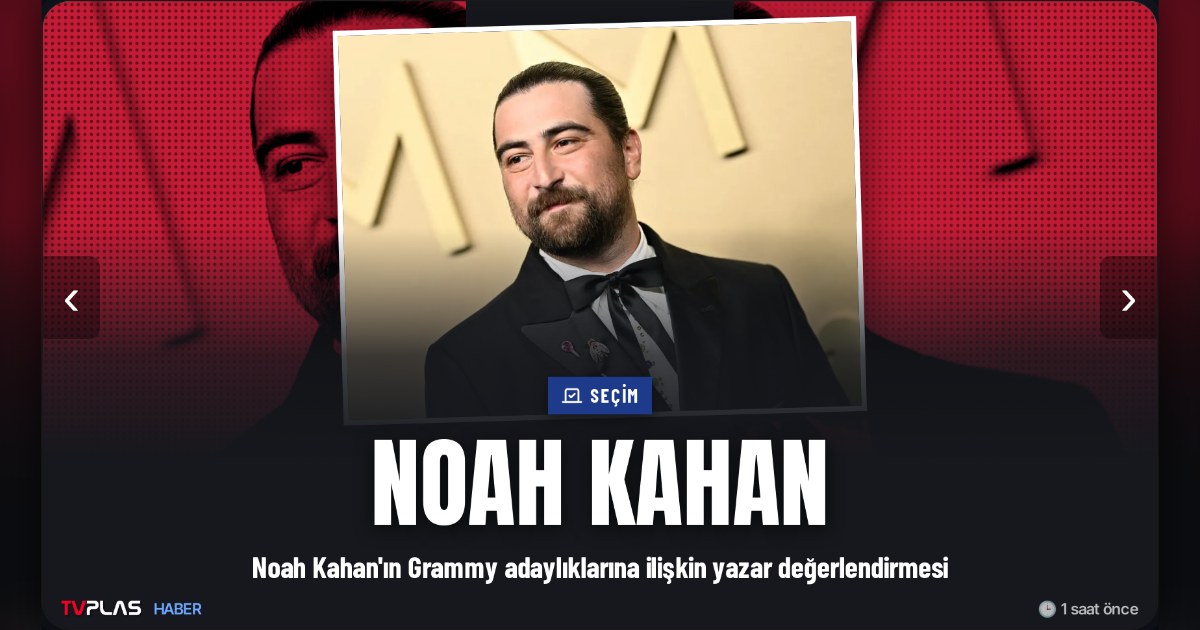 SEÇİM
NOAH KAHAN
Noah Kahan'ın Grammy adaylıklarına ilişkin yazar değerlendirmesi
TVPLAS HABER
1 saat önce